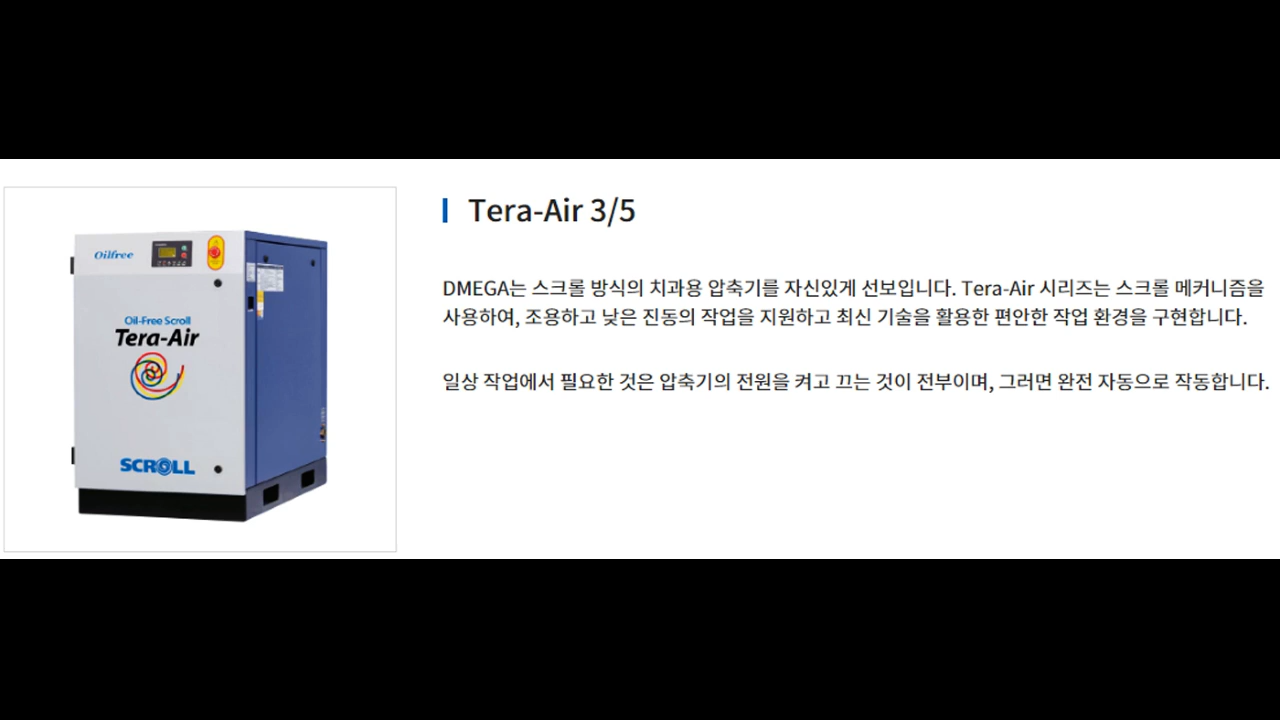 Tera-Air 3/5
DMEGA는 스크롤 방식의 치과용 압축기를 자신있게 선보입니다. Tera-Air 시리즈는 스크롤 메커니즘을
사용하여, 조용하고 낮은 진동의 작업을 지원하고 최신 기술을 활용한 편안한 작업 환경을 구현합니다.
일상 작업에서 필요한 것은 압축기의 전원을 켜고 끄는 것이 전부이며, 그러면 완전 자동으로 작동합니다.
Oilfree
Oil-Free Scroll
Tera-Air
SCROLL